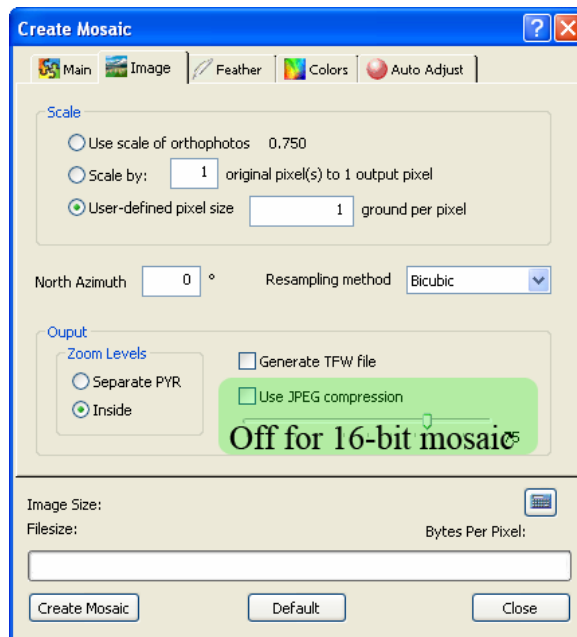 Create Mosaic
Main Image Feather Colors Auto Adjust
Scale
Use scale of orthophotos 0.750
Scale by: 1 original pixel(s) to 1 output pixel
User-defined pixel size 1 ground per pixel
North Azimuth 0 ° Resampling method Bicubic
Ouput
Zoom Levels
Generate TFW file
Separate PYR
Use JPEG compression
Inside
Off for 16-bit mosaic
Image Size:
Filesize:
Bytes Per Pixel:
Create Mosaic Default Close